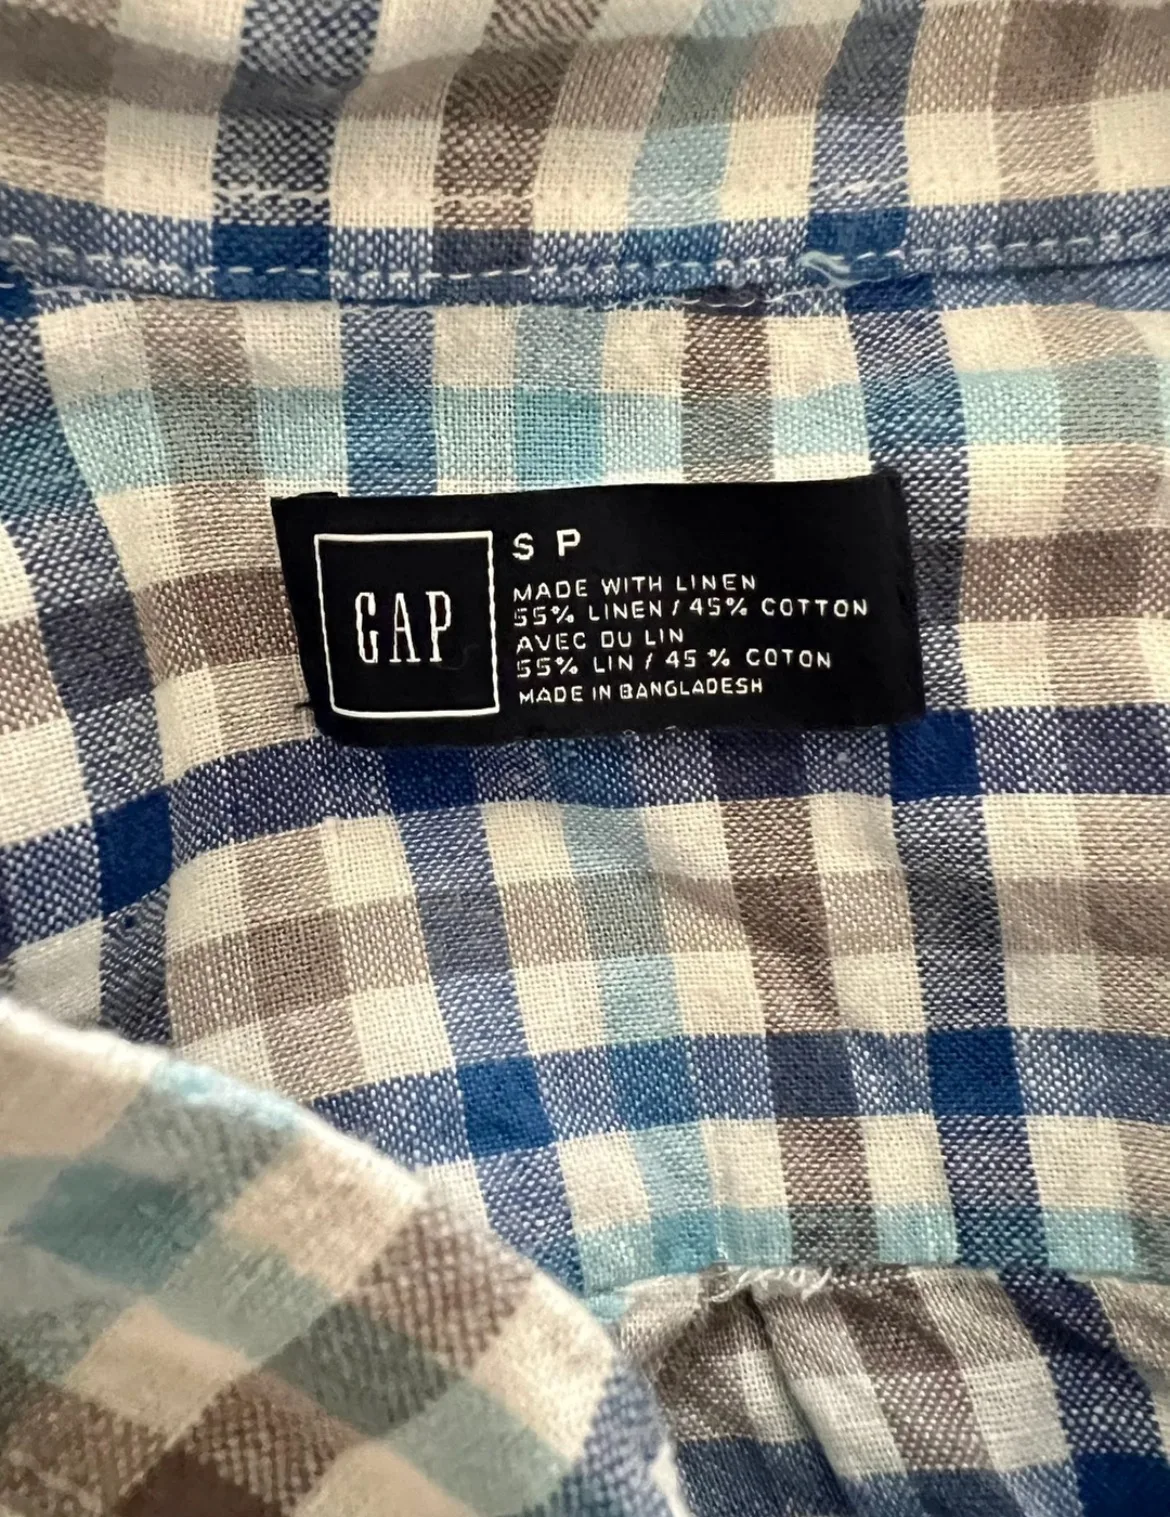 GAP
S P
MADE WITH LINEN
55% LINEN / 45% COTTON
AVEC DU LIN
55% LIN / 45 % COTON
MADE IN BANGLADESH